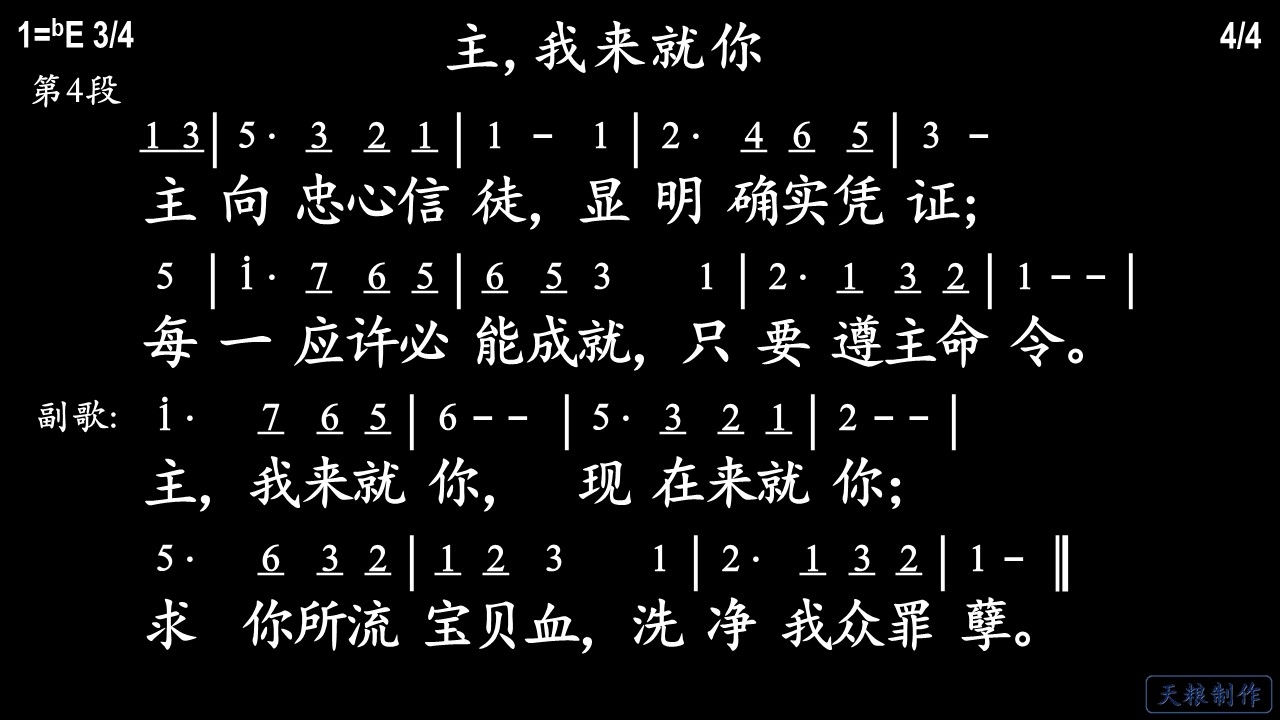 1=ᵇE 3/4
主,我来就你
4/4
第4段
1 3 | 5 · 3 2 1 | 1 - 1 | 2 · 4 6 5 | 3 -
主向忠心信徒,显明确实凭证;
5 | i · 7 6 5 | 6 5 3 1 | 2 · 1 3 2 | 1 - - |
每一应许必能成就,只要遵主命令。
副歌: i · 7 6 5 | 6 - - | 5 · 3 2 1 | 2 - - |
主,我来就你,现在来就你;
5 · 6 3 2 | 1 2 3 1 | 2 · 1 3 2 | 1 - ‖
求你所流宝贝血,洗净我众罪孽。
天粮制作